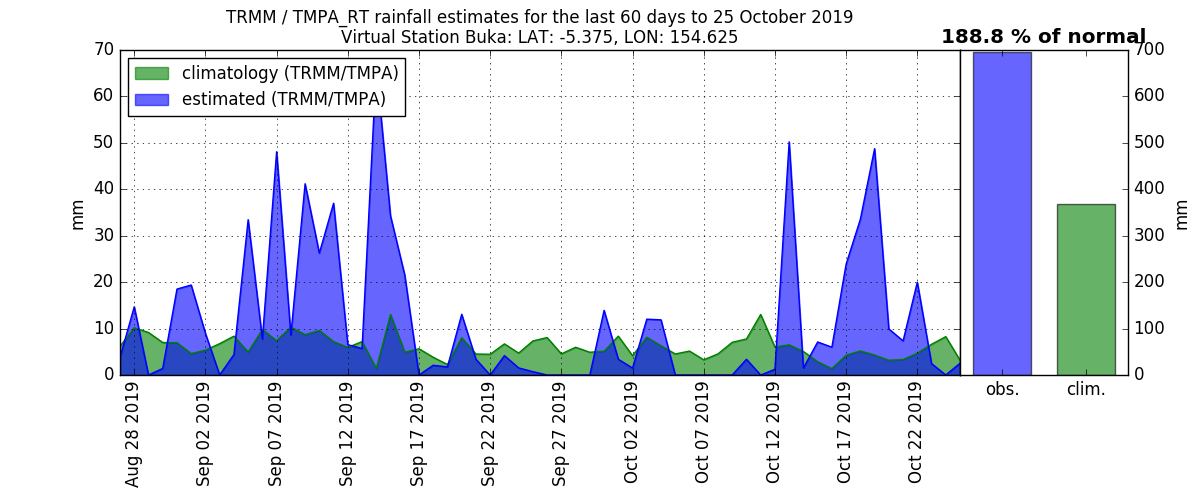 TRMM / TMPA_RT rainfall estimates for the last 60 days to 25 October 2019
Virtual Station Buka: LAT: -5.375, LON: 154.625
188.8 % of normal
climatology (TRMM/TMPA)
estimated (TRMM/TMPA)
70
60
50
40
30
20
10
0
mm
Aug 28 2019
Sep 02 2019
Sep 07 2019
Sep 12 2019
Sep 17 2019
Sep 22 2019
Sep 27 2019
Oct 02 2019
Oct 07 2019
Oct 12 2019
Oct 17 2019
Oct 22 2019
obs.
clim.
700
600
500
400
300
200
100
0
mm